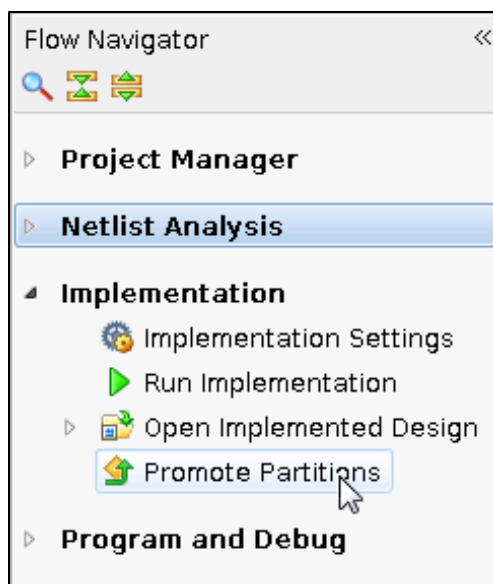 Flow Navigator
Project Manager
Netlist Analysis
Implementation
Implementation Settings
Run Implementation
Open Implemented Design
Promote Partitions
Program and Debug